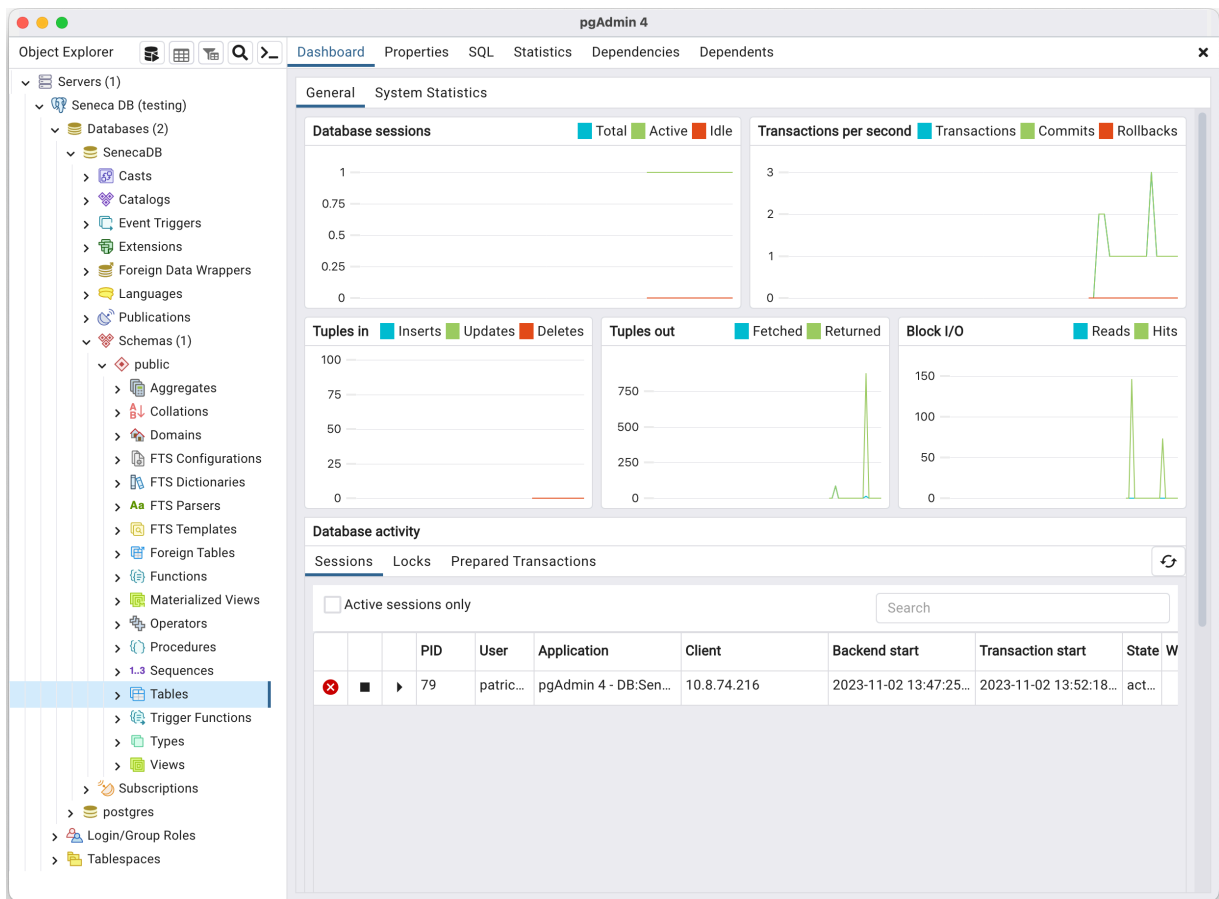 pgAdmin 4
Object Explorer
Dashboard Properties SQL Statistics Dependencies Dependents
Servers (1)
Seneca DB (testing)
Databases (2)
SenecaDB
Casts
Catalogs
Event Triggers
Extensions
Foreign Data Wrappers
Languages
Publications
Schemas (1)
public
Aggregates
Collations
Domains
FTS Configurations
FTS Dictionaries
Aa FTS Parsers
FTS Templates
Foreign Tables
Functions
Materialized Views
Operators
Procedures
1..3 Sequences
Tables
Trigger Functions
Types
Views
Subscriptions
postgres
Login/Group Roles
Tablespaces
General System Statistics
Database sessions Total Active Idle
1
0.75
0.5
0.25
0
Transactions per second Transactions Commits Rollbacks
3
2
1
0
Tuples in Inserts Updates Deletes
100
75
50
25
0
Tuples out Fetched Returned
750
500
250
0
Block I/O Reads Hits
150
100
50
0
Database activity
Sessions Locks Prepared Transactions
Active sessions only
Search
PID User Application Client Backend start Transaction start State W
79 patric... pgAdmin 4 - DB:Sen... 10.8.74.216 2023-11-02 13:47:25... 2023-11-02 13:52:18... act...